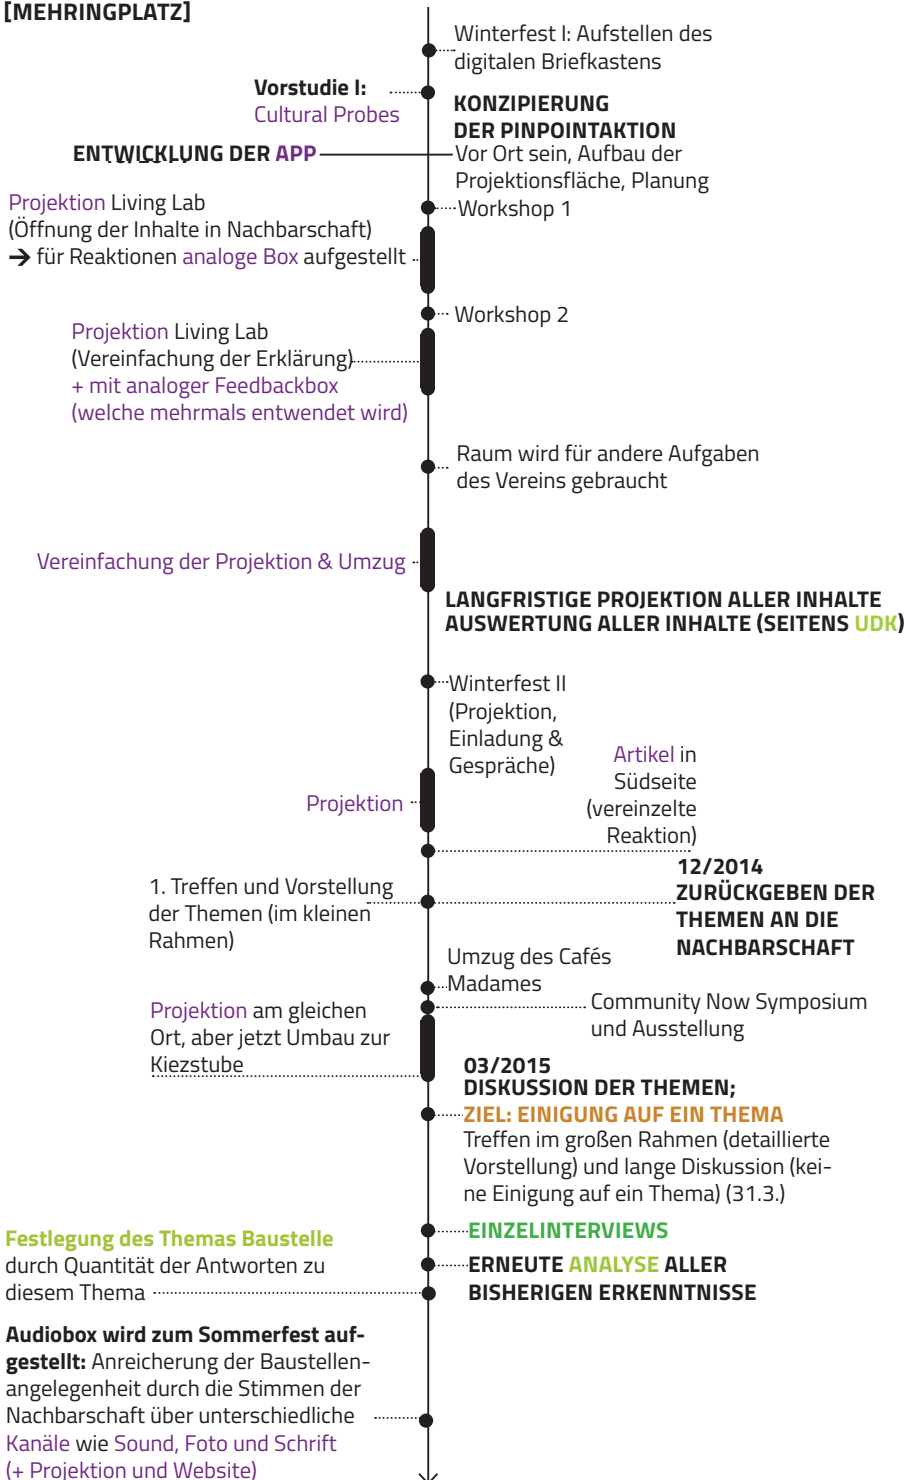 [MEHRINGPLATZ]
Winterfest I: Aufstellen des
digitalen Briefkastens
Vorstudie I:
Cultural Probes
KONZIPIERUNG
DER PINPOINTAKTION
ENTWICKLUNG DER APP
Vor Ort sein, Aufbau der
Projektionsfläche, Planung
Projektion Living Lab
(Öffnung der Inhalte in Nachbarschaft)
→ für Reaktionen analoge Box aufgestellt
Workshop 1
Workshop 2
Projektion Living Lab
(Vereinfachung der Erklärung)
+ mit analoger Feedbackbox
(welche mehrmals entwendet wird)
Raum wird für andere Aufgaben
des Vereins gebraucht
Vereinfachung der Projektion & Umzug
LANGFRISTIGE PROJEKTION ALLER INHALTE
AUSWERTUNG ALLER INHALTE (SEITENS UDK)
Winterfest II
(Projektion,
Einladung &
Gespräche)
Artikel in
Südseite
(vereinzelte
Reaktion)
Projektion
12/2014
ZURÜCKGEBEN DER
THEMEN AN DIE
NACHBARSCHAFT
1. Treffen und Vorstellung
der Themen (im kleinen
Rahmen)
Umzug des Cafés
Madames
Community Now Symposium
und Ausstellung
Projektion am gleichen
Ort, aber jetzt Umbau zur
Kiezstube
03/2015
DISKUSSION DER THEMEN;
ZIEL: EINIGUNG AUF EIN THEMA
Treffen im großen Rahmen (detaillierte
Vorstellung) und lange Diskussion (kei-
ne Einigung auf ein Thema) (31.3.)
EINZELINTERVIEWS
Festlegung des Themas Baustelle
durch Quantität der Antworten zu
diesem Thema
ERNEUTE ANALYSE ALLER
BISHERIGEN ERKENNTNISSE
Audiobox wird zum Sommerfest auf-
gestellt: Anreicherung der Baustellen-
angelegenheit durch die Stimmen der
Nachbarschaft über unterschiedliche
Kanäle wie Sound, Foto und Schrift
(+ Projektion und Website)